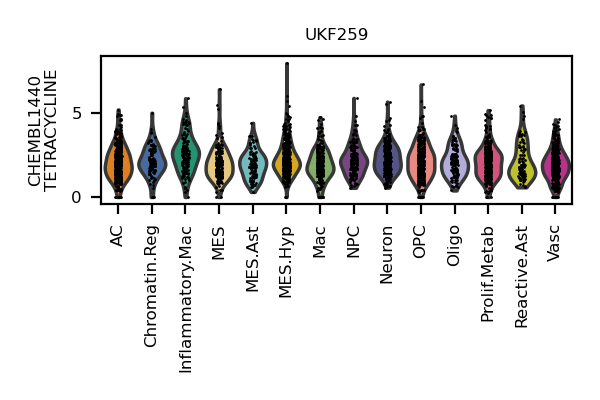 UKF259
CHEMBL1440
TETRACYCLINE
5
0
AC
Chromatin.Reg
Inflammatory.Mac
MES
MES.Ast
MES.Hyp
Mac
NPC
Neuron
OPC
Oligo
Prolif.Metab
Reactive.Ast
Vasc